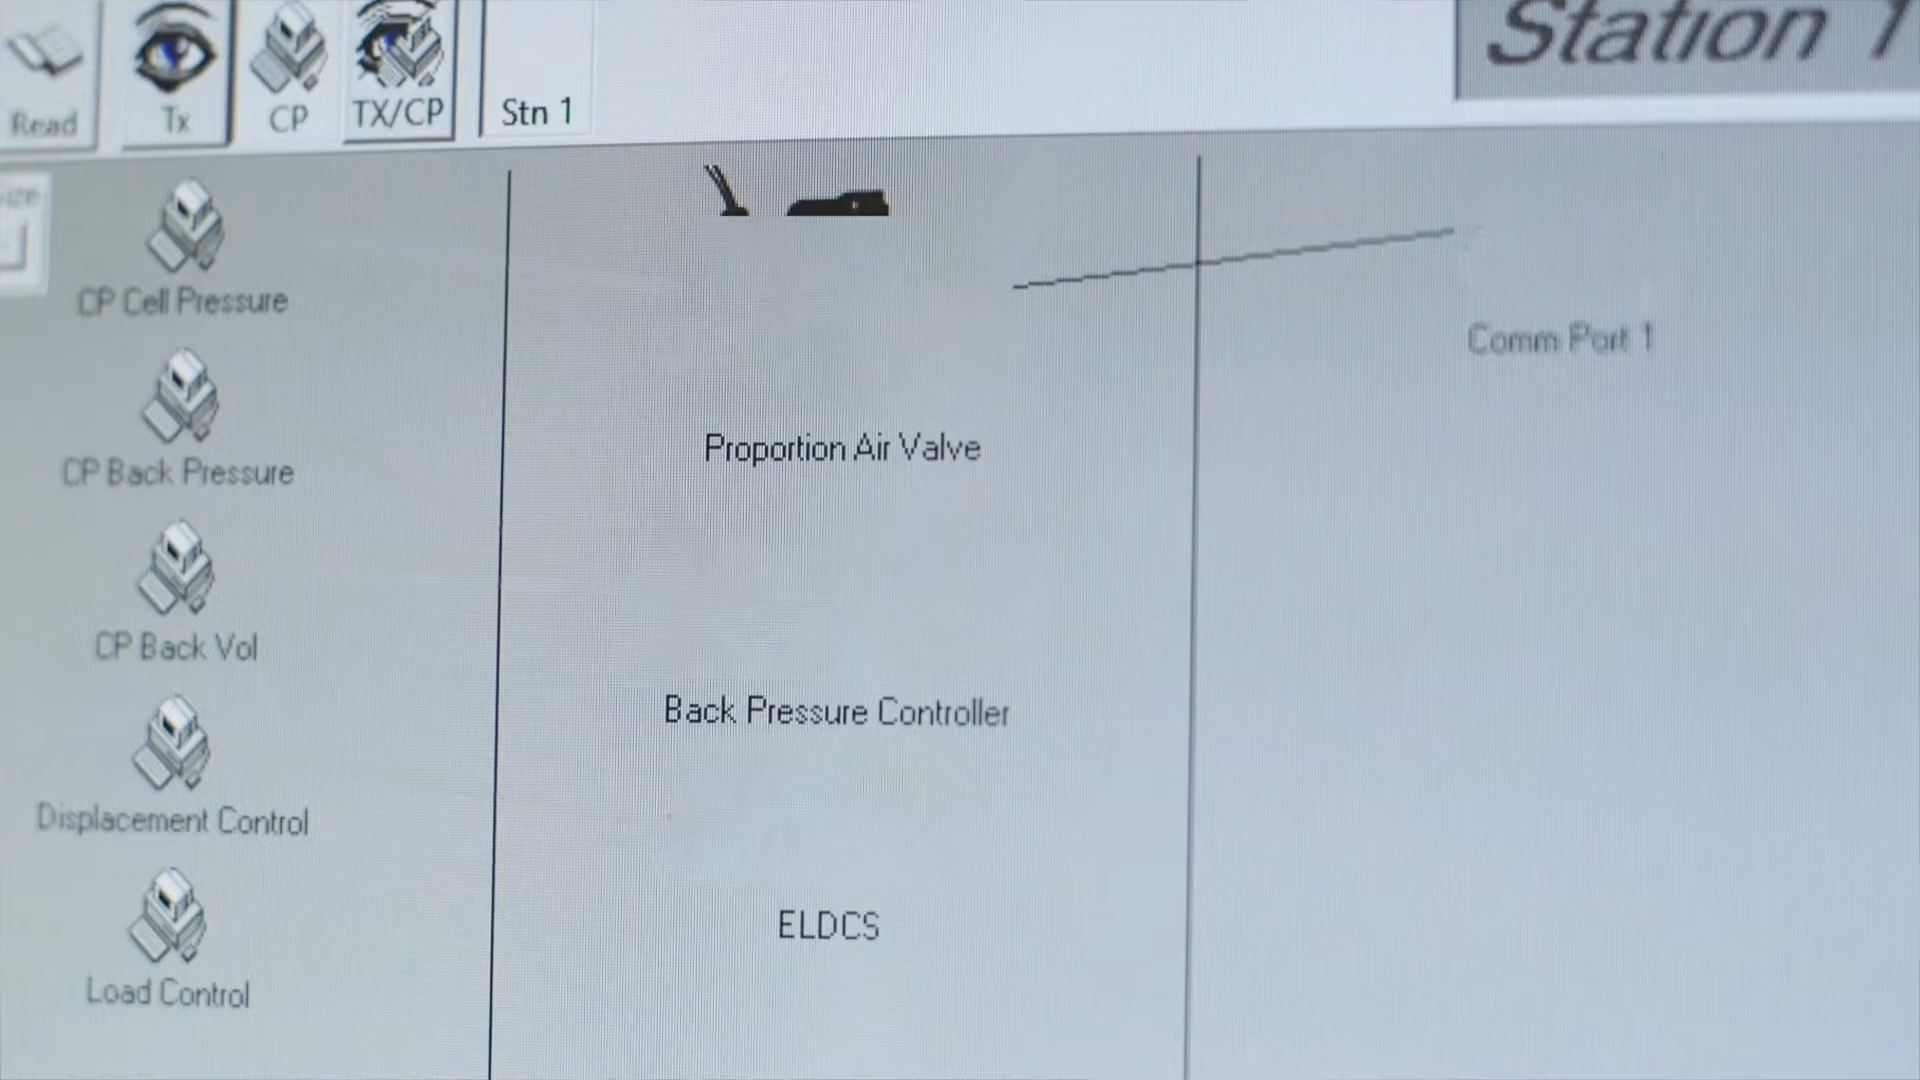 Station 1
Read
Tx
CP
TX/CP
Stn 1
CP Cell Pressure
CP Back Pressure
CP Back Vol
Displacement Control
Load Control
Proportion Air Valve
Back Pressure Controller
ELDCS
Comm Port 1